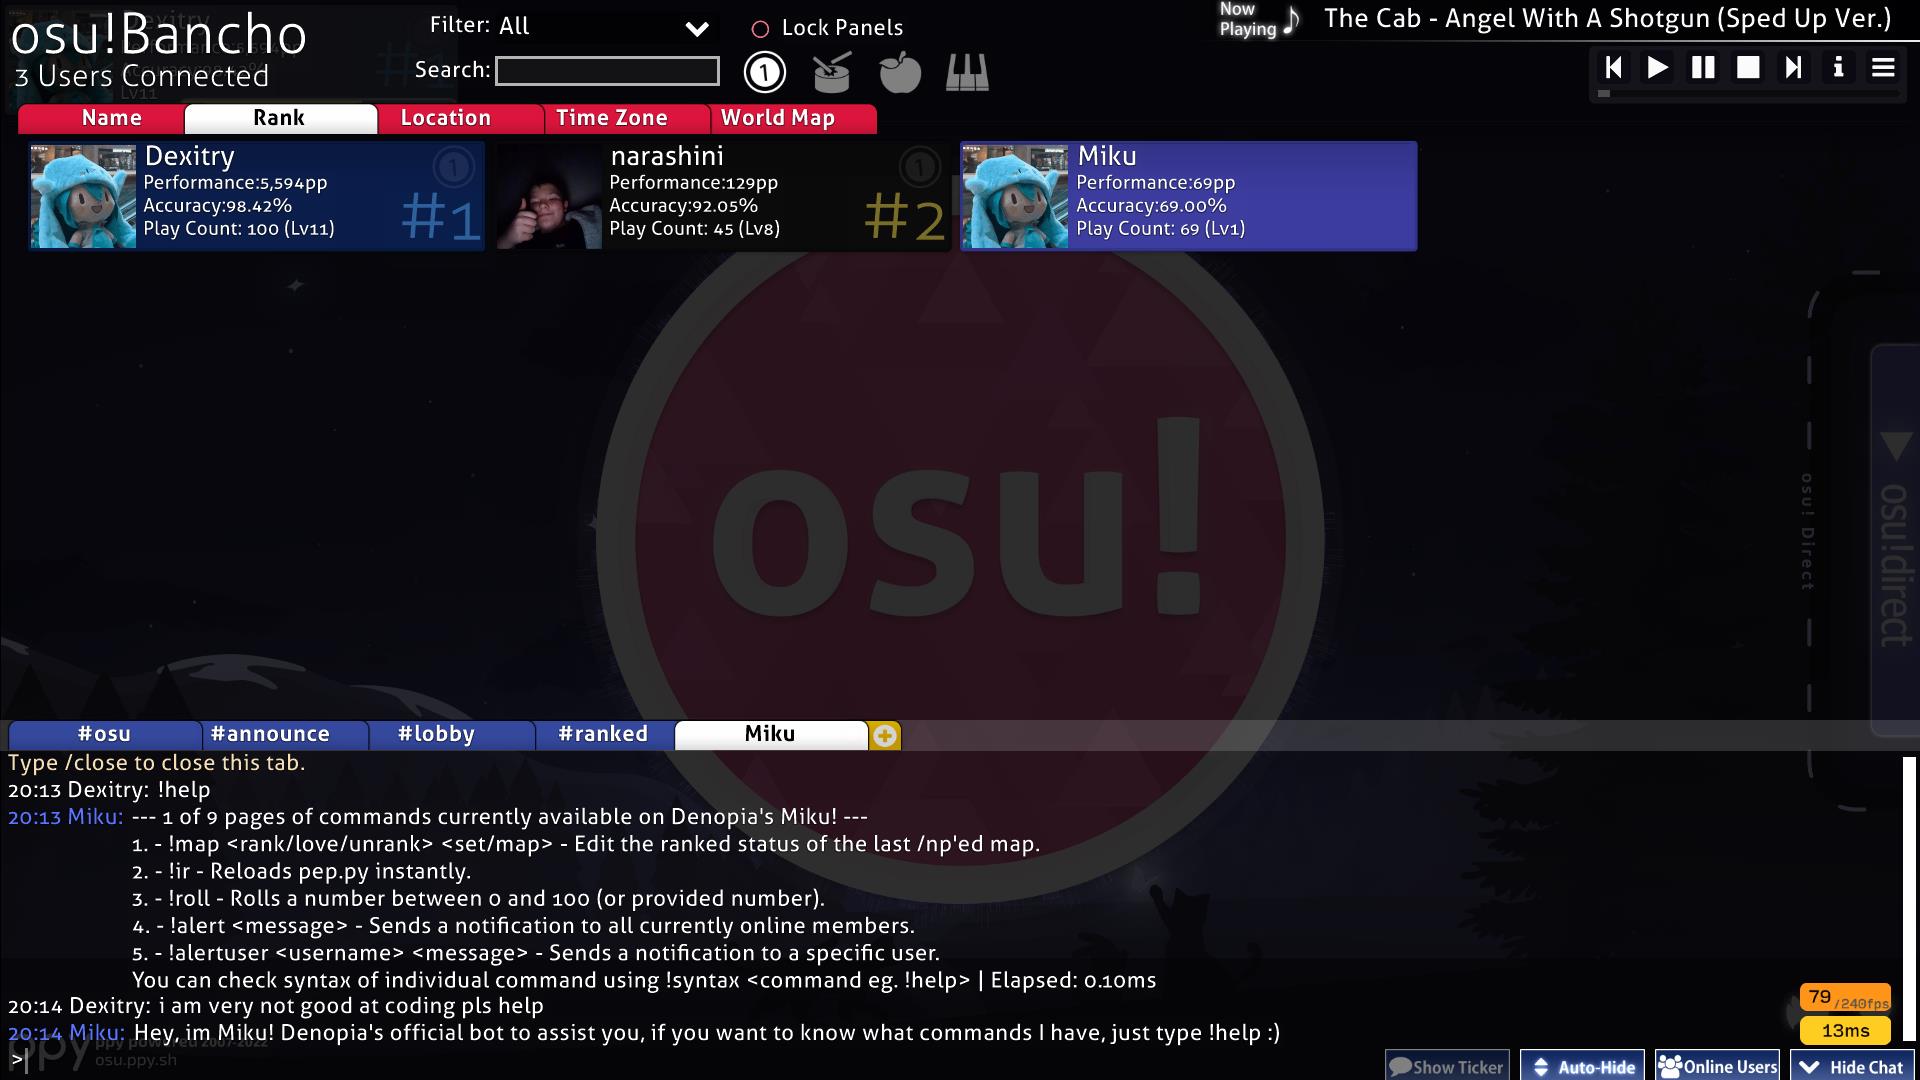 osu!Bancho
3 Users Connected
Filter: All
Search:
Lock Panels
Now Playing
The Cab - Angel With A Shotgun (Sped Up Ver.)
Name
Rank
Location
Time Zone
World Map
Dexitry
Performance:5,594pp
Accuracy:98.42%
Play Count: 100 (Lv11)
#1
narashini
Performance:129pp
Accuracy:92.05%
Play Count: 45 (Lv8)
#2
Miku
Performance:69pp
Accuracy:69.00%
Play Count: 69 (Lv1)
osu!
osu! Direct
osu!direct
#osu
#announce
#lobby
#ranked
Miku
Type /close to close this tab.
20:13 Dexitry: !help
20:13 Miku: --- 1 of 9 pages of commands currently available on Denopia's Miku! ---
1. - !map <rank/love/unrank> <set/map> - Edit the ranked status of the last /np'ed map.
2. - !ir - Reloads pep.py instantly.
3. - !roll - Rolls a number between 0 and 100 (or provided number).
4. - !alert <message> - Sends a notification to all currently online members.
5. - !alertuser <username> <message> - Sends a notification to a specific user.
You can check syntax of individual command using !syntax <command eg. !help> | Elapsed: 0.10ms
20:14 Dexitry: i am very not good at coding pls help
20:14 Miku: Hey, im Miku! Denopia's official bot to assist you, if you want to know what commands I have, just type !help :)
ppy powered 2007-2022
osu.ppy.sh
>
79 /240fps
13ms
Show Ticker
Auto-Hide
Online Users
Hide Chat